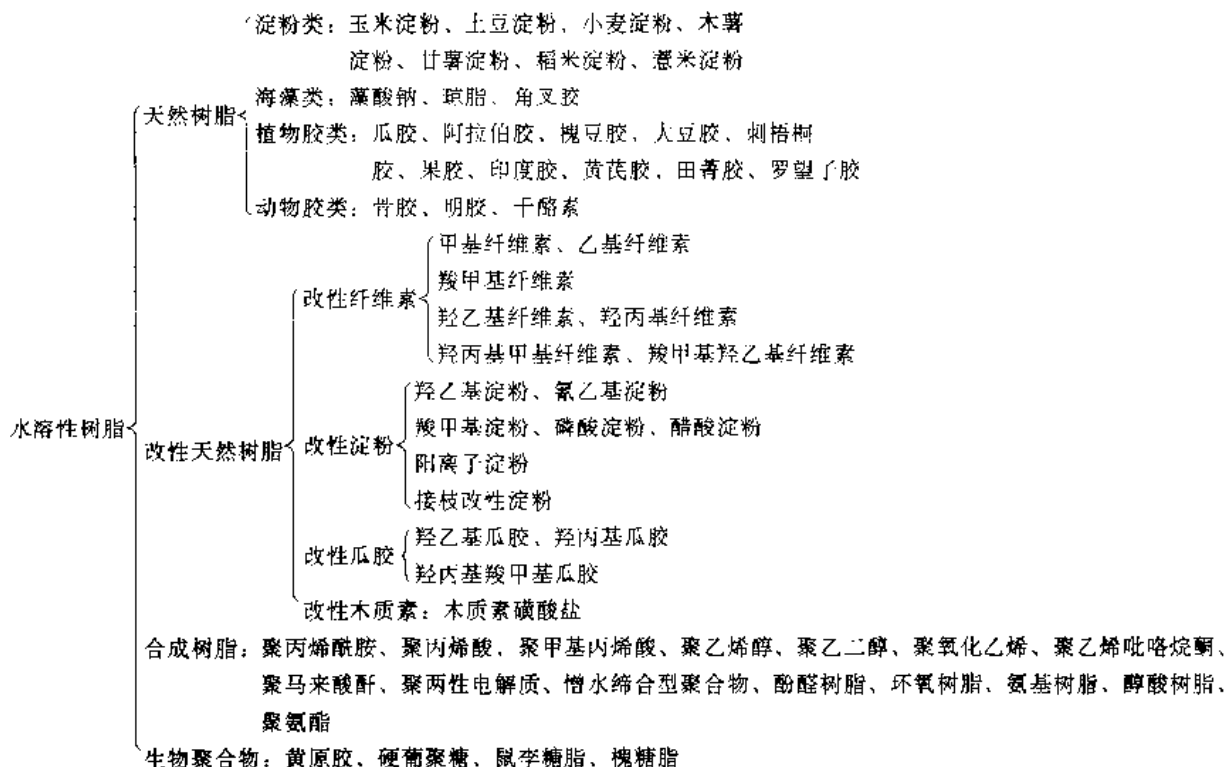 淀粉类：玉米淀粉、土豆淀粉、小麦淀粉、木薯
淀粉、甘薯淀粉、稻米淀粉、薏米淀粉
海藻类：藻酸钠、琼脂、角叉胶
天然树脂
植物胶类：瓜胶、阿拉伯胶、槐豆胶、大豆胶、刺梧桐
胶、果胶、印度胶、黄芪胶、田菁胶、罗望子胶
动物胶类：骨胶、明胶、干酪素
甲基纤维素、乙基纤维素
羧甲基纤维素
改性纤维素
羟乙基纤维素、羟丙基纤维素
羟丙基甲基纤维素、羧甲基羟乙基纤维素
羟乙基淀粉、氰乙基淀粉
水溶性树脂
羧甲基淀粉、磷酸淀粉、醋酸淀粉
改性天然树脂
改性淀粉
阳离子淀粉
接枝改性淀粉
羟乙基瓜胶、羟丙基瓜胶
改性瓜胶
羟丙基羧甲基瓜胶
改性木质素：木质素磺酸盐
合成树脂：聚丙烯酰胺、聚丙烯酸、聚甲基丙烯酸、聚乙烯醇、聚乙二醇、聚氧化乙烯、聚乙烯吡咯烷酮、
聚马来酸酐、聚两性电解质、憎水缔合型聚合物、酚醛树脂、环氧树脂、氨基树脂、醇酸树脂、
聚氨酯
生物聚合物：黄原胶、硬葡聚糖、鼠李糖脂、槐糖脂